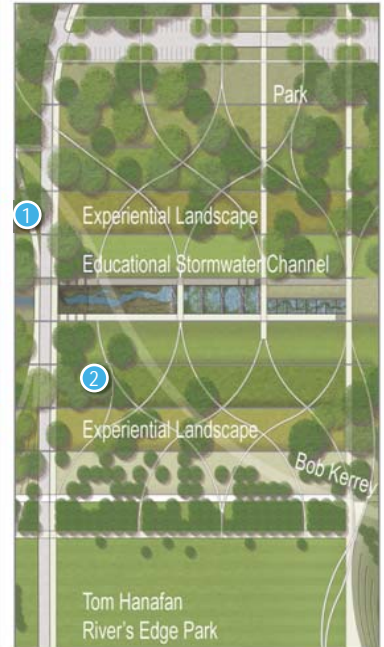 Park
1
Experiential Landscape
Educational Stormwater Channel
2
Experiential Landscape
Bob Kerrey
Tom Hanafan
River's Edge Park